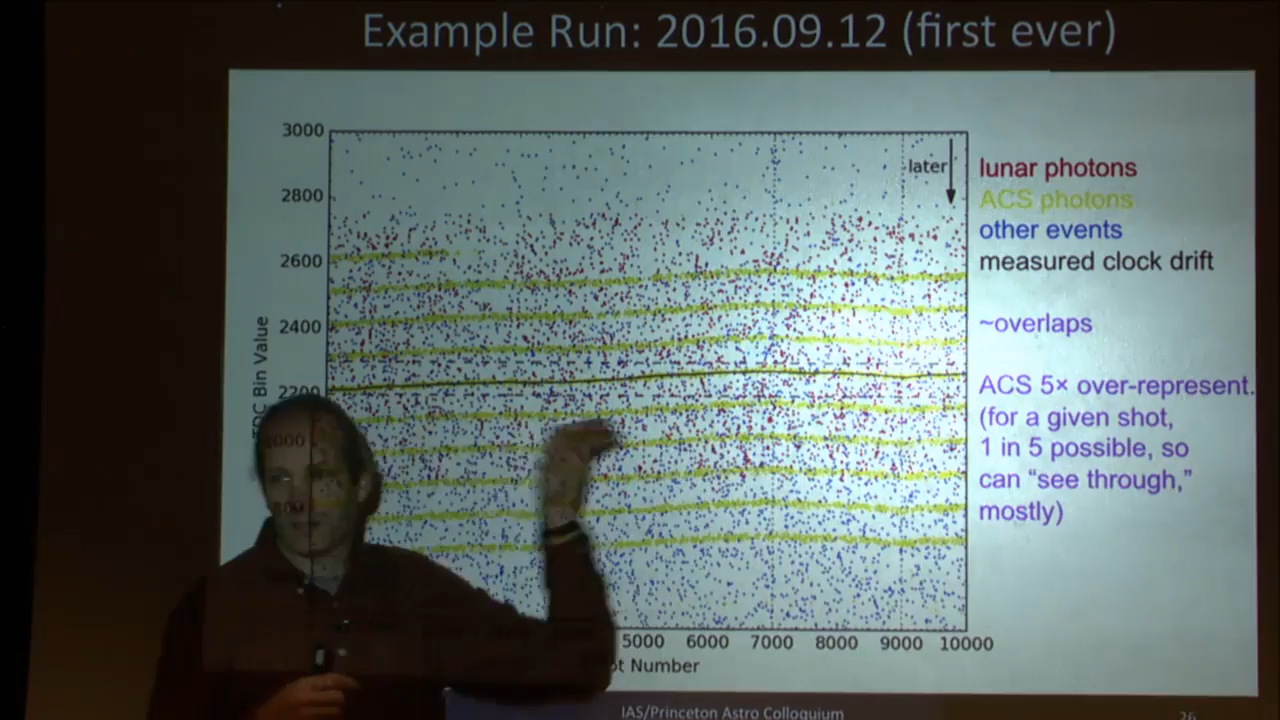 Example Run: 2016.09.12 (first ever)
3000
later
lunar photons
2800
ACS photons
other events
2600
measured clock drift
2400
~overlaps
TDC Bin Value
2200
ACS 5× over-represent.
(for a given shot,
1 in 5 possible, so
can “see through,”
mostly)
5000 6000 7000 8000 9000 10000
Number
IAS/Princeton Astro Colloquium
26